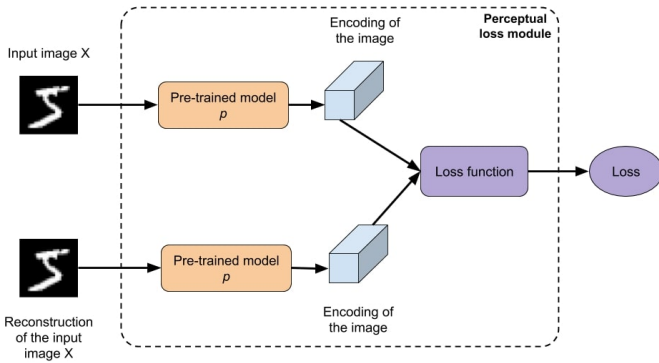 Input image X
Pre-trained model
p
Encoding of
the image
Perceptual
loss module
Loss function
Loss
Reconstruction
of the input
image X
Pre-trained model
p
Encoding of
the image